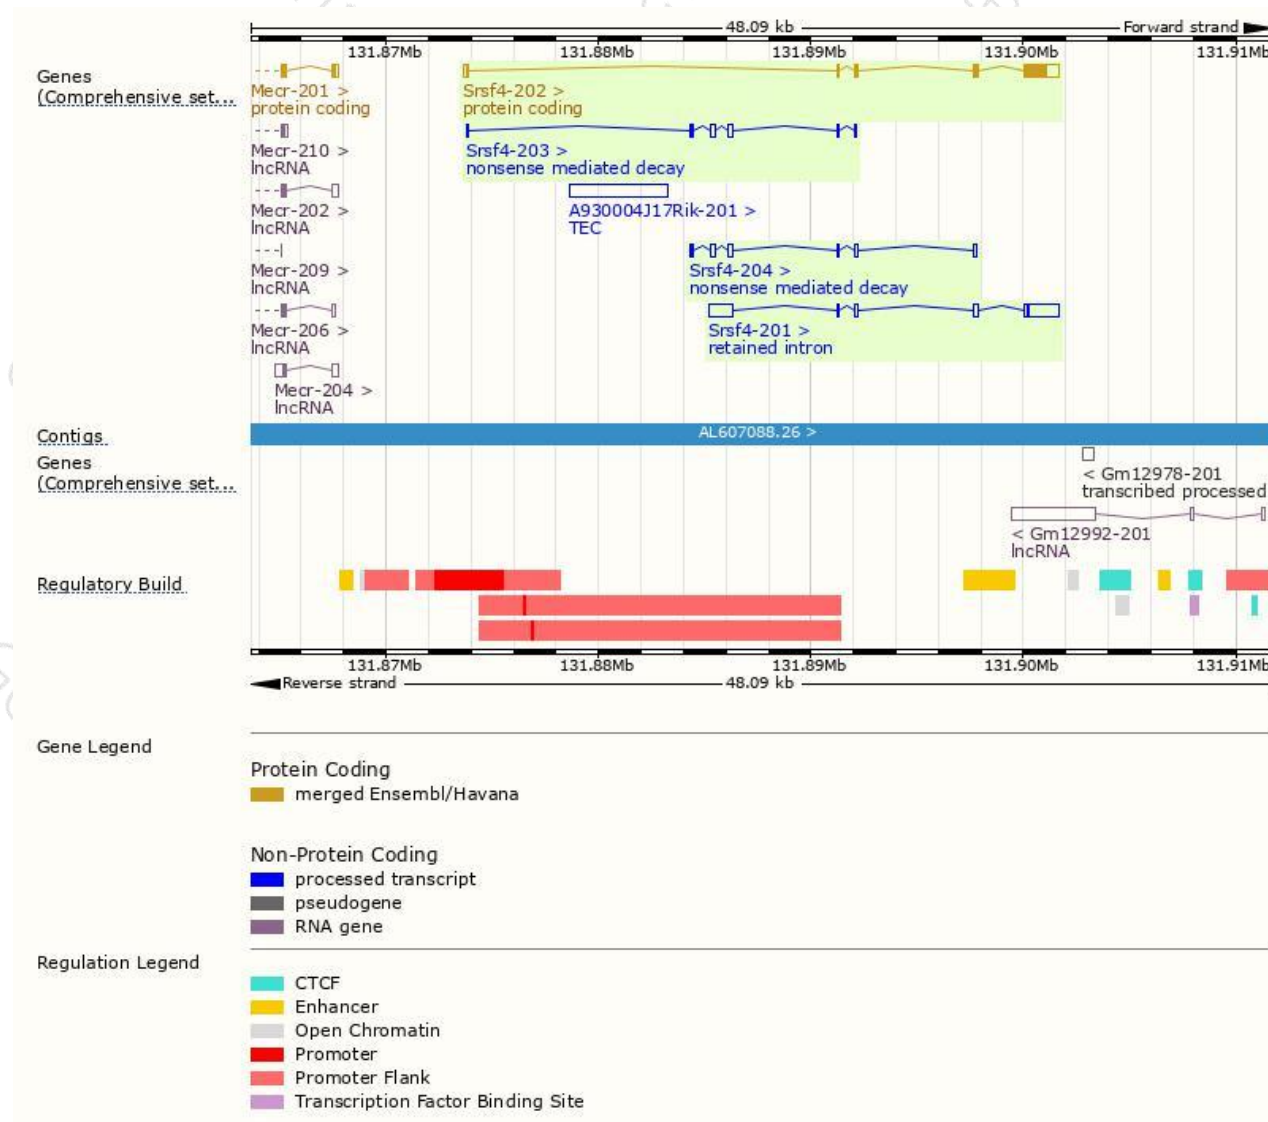 48.09 kb Forward strand
131.87Mb 131.88Mb 131.89Mb 131.90Mb 131.91Mb
Genes
(Comprehensive set...
Mecr-201 >
protein coding
Srsf4-202 >
protein coding
Mecr-210 >
lncRNA
Srsf4-203 >
nonsense mediated decay
Mecr-202 >
lncRNA
A930004J17Rik-201 >
TEC
Mecr-209 >
lncRNA
Srsf4-204 >
nonsense mediated decay
Mecr-206 >
lncRNA
Srsf4-201 >
retained intron
Mecr-204 >
lncRNA
Contigs
AL607088.26 >
Genes
(Comprehensive set...
< Gm12978-201
transcribed processed
< Gm12992-201
lncRNA
Regulatory Build
131.87Mb 131.88Mb 131.89Mb 131.90Mb 131.91Mb
Reverse strand 48.09 kb
Gene Legend
Protein Coding
merged Ensembl/Havana
Non-Protein Coding
processed transcript
pseudogene
RNA gene
Regulation Legend
CTCF
Enhancer
Open Chromatin
Promoter
Promoter Flank
Transcription Factor Binding Site